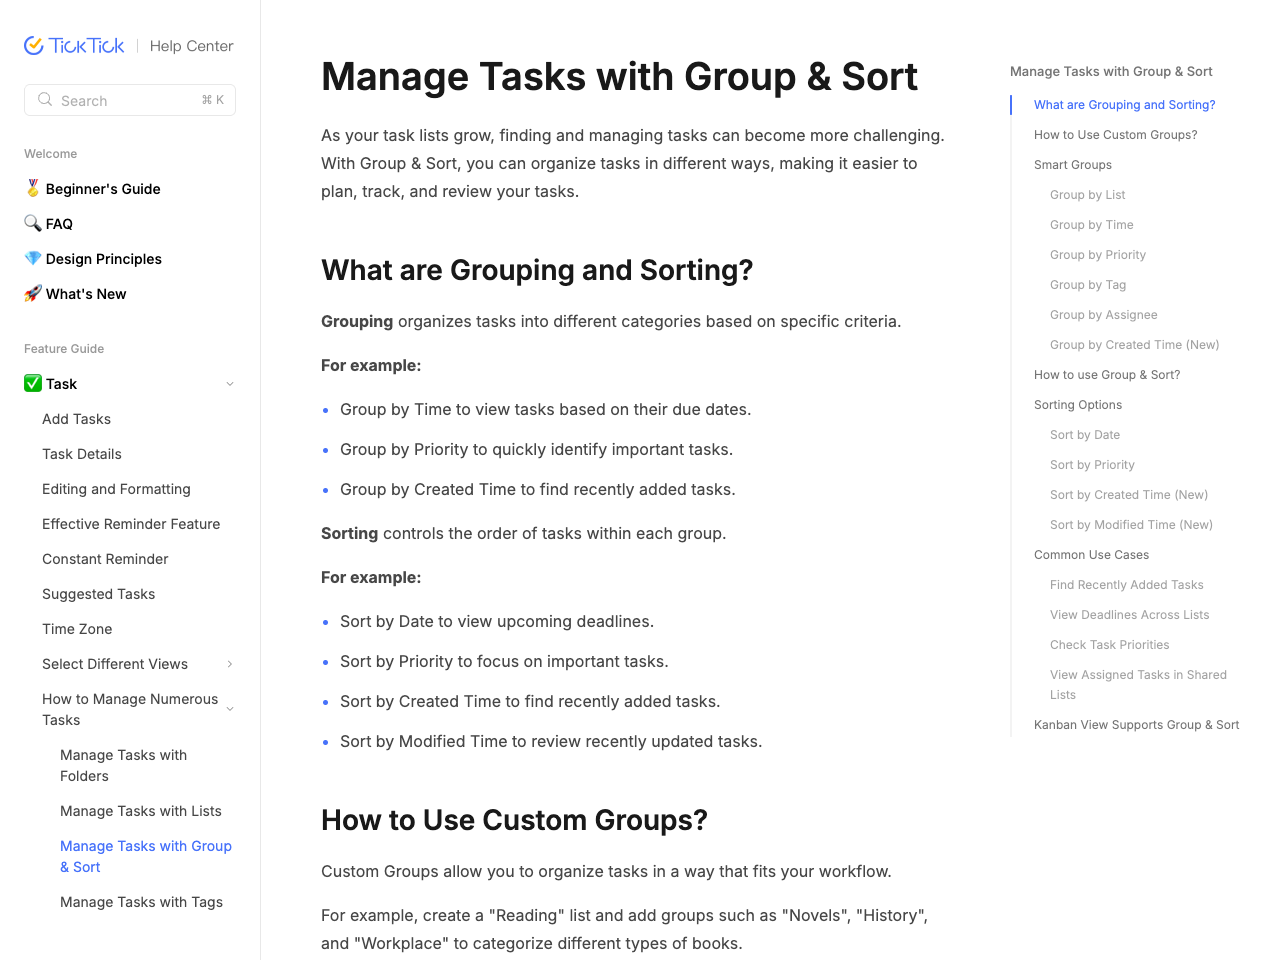 TickTick | Help Center
Search
⌘ K
Welcome
Beginner's Guide
FAQ
Design Principles
What's New
Feature Guide
Task
Add Tasks
Task Details
Editing and Formatting
Effective Reminder Feature
Constant Reminder
Suggested Tasks
Time Zone
Select Different Views
How to Manage Numerous
Tasks
Manage Tasks with
Folders
Manage Tasks with Lists
Manage Tasks with Group
& Sort
Manage Tasks with Tags
Manage Tasks with Group & Sort
As your task lists grow, finding and managing tasks can become more challenging.
With Group & Sort, you can organize tasks in different ways, making it easier to
plan, track, and review your tasks.
What are Grouping and Sorting?
Grouping organizes tasks into different categories based on specific criteria.
For example:
• Group by Time to view tasks based on their due dates.
• Group by Priority to quickly identify important tasks.
• Group by Created Time to find recently added tasks.
Sorting controls the order of tasks within each group.
For example:
• Sort by Date to view upcoming deadlines.
• Sort by Priority to focus on important tasks.
• Sort by Created Time to find recently added tasks.
• Sort by Modified Time to review recently updated tasks.
How to Use Custom Groups?
Custom Groups allow you to organize tasks in a way that fits your workflow.
For example, create a "Reading" list and add groups such as "Novels", "History",
and "Workplace" to categorize different types of books.
Manage Tasks with Group & Sort
What are Grouping and Sorting?
How to Use Custom Groups?
Smart Groups
Group by List
Group by Time
Group by Priority
Group by Tag
Group by Assignee
Group by Created Time (New)
How to use Group & Sort?
Sorting Options
Sort by Date
Sort by Priority
Sort by Created Time (New)
Sort by Modified Time (New)
Common Use Cases
Find Recently Added Tasks
View Deadlines Across Lists
Check Task Priorities
View Assigned Tasks in Shared
Lists
Kanban View Supports Group & Sort